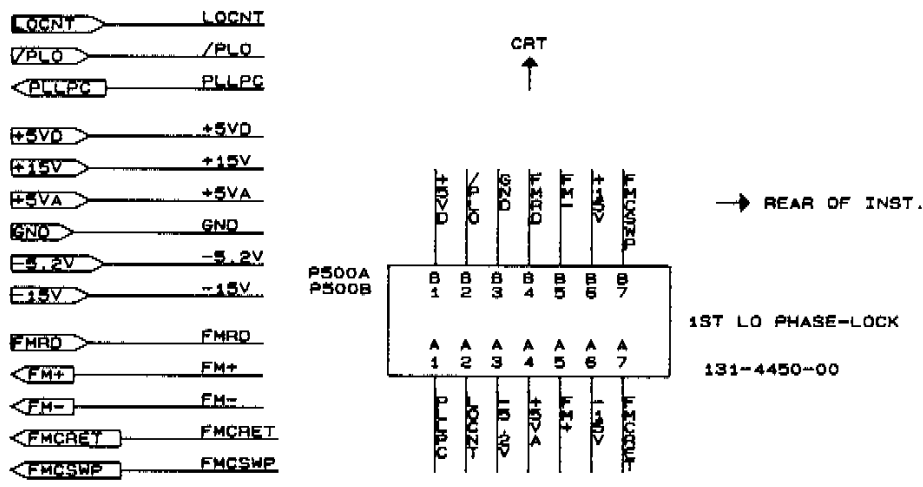 LOCNT LOCNT
/PLO /PLO
PLLPC PLLPC
+5VD +5VD
+15V +15V
+5VA +5VA
GND GND
-5.2V -5.2V
-15V -15V
FMRD FMRD
FM+ FM+
FM- FM-
FMCRET FMCRET
FMCSWP FMCSWP
CRT
REAR OF INST.
+5VD /PLO GND FMRD FM- +15V FMCSWP
P500A
P500B
B B B B B B B
1 2 3 4 5 6 7
A A A A A A A
1 2 3 4 5 6 7
1ST LO PHASE-LOCK
131-4450-00
PLLPC LOCNT -5.2V +5VA FM+ -15V FMCRET